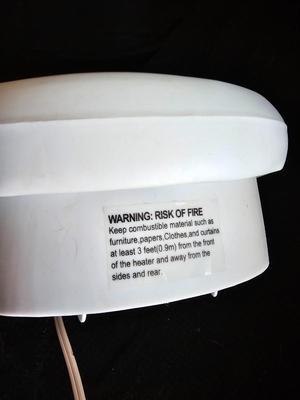 WARNING: RISK OF FIRE
Keep combustible material such as
furniture,papers,Clothes,and curtains
at least 3 feet(0.9m) from the front
of the heater and away from the
sides and rear.